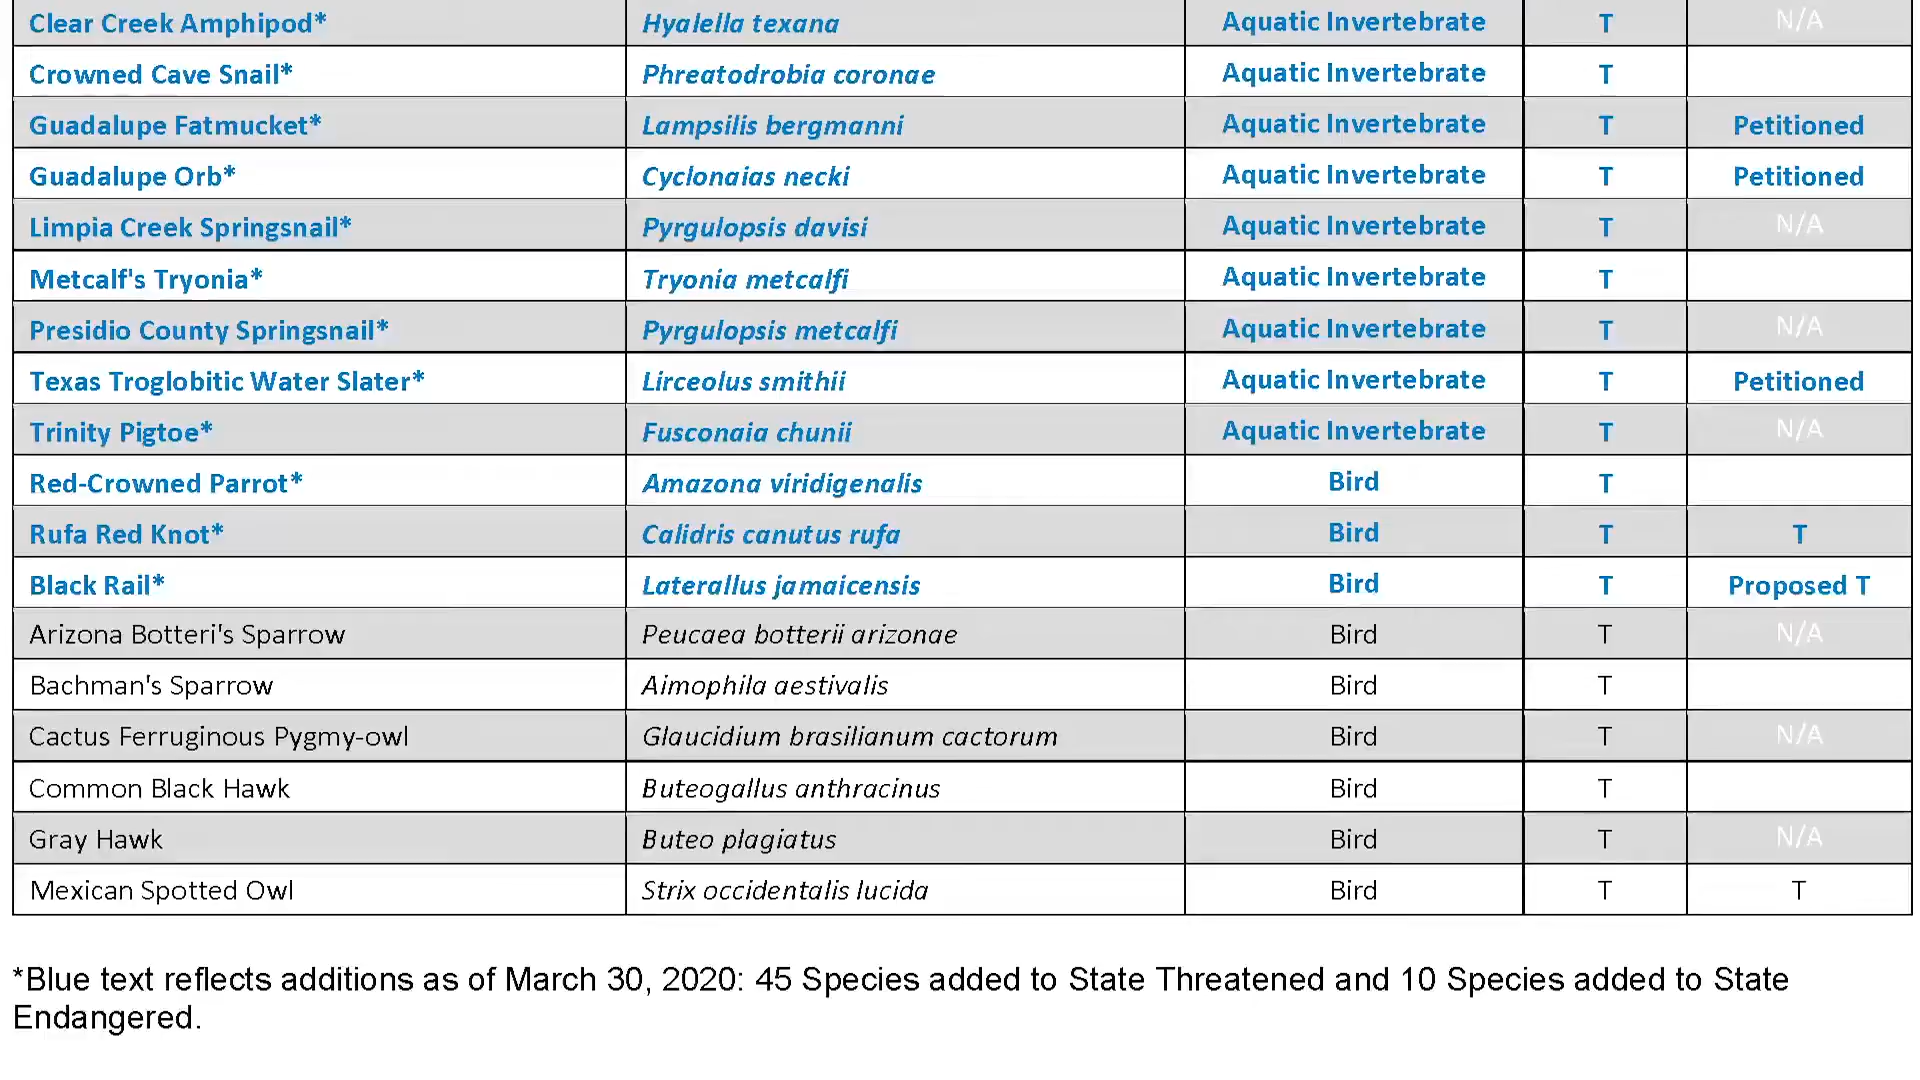 Clear Creek Amphipod* Hyalella texana Aquatic Invertebrate T N/A
Crowned Cave Snail* Phreatodrobia coronae Aquatic Invertebrate T
Guadalupe Fatmucket* Lampsilis bergmanni Aquatic Invertebrate T Petitioned
Guadalupe Orb* Cyclonaias necki Aquatic Invertebrate T Petitioned
Limpia Creek Springsnail* Pyrgulopsis davisi Aquatic Invertebrate T N/A
Metcalf's Tryonia* Tryonia metcalfi Aquatic Invertebrate T
Presidio County Springsnail* Pyrgulopsis metcalfi Aquatic Invertebrate T N/A
Texas Troglobitic Water Slater* Lirceolus smithii Aquatic Invertebrate T Petitioned
Trinity Pigtoe* Fusconaia chunii Aquatic Invertebrate T N/A
Red-Crowned Parrot* Amazona viridigenalis Bird T
Rufa Red Knot* Calidris canutus rufa Bird T T
Black Rail* Laterallus jamaicensis Bird T Proposed T
Arizona Botteri's Sparrow Peucaea botterii arizonae Bird T N/A
Bachman's Sparrow Aimophila aestivalis Bird T
Cactus Ferruginous Pygmy-owl Glaucidium brasilianum cactorum Bird T N/A
Common Black Hawk Buteogallus anthracinus Bird T
Gray Hawk Buteo plagiatus Bird T N/A
Mexican Spotted Owl Strix occidentalis lucida Bird T T
*Blue text reflects additions as of March 30, 2020: 45 Species added to State Threatened and 10 Species added to State
Endangered.